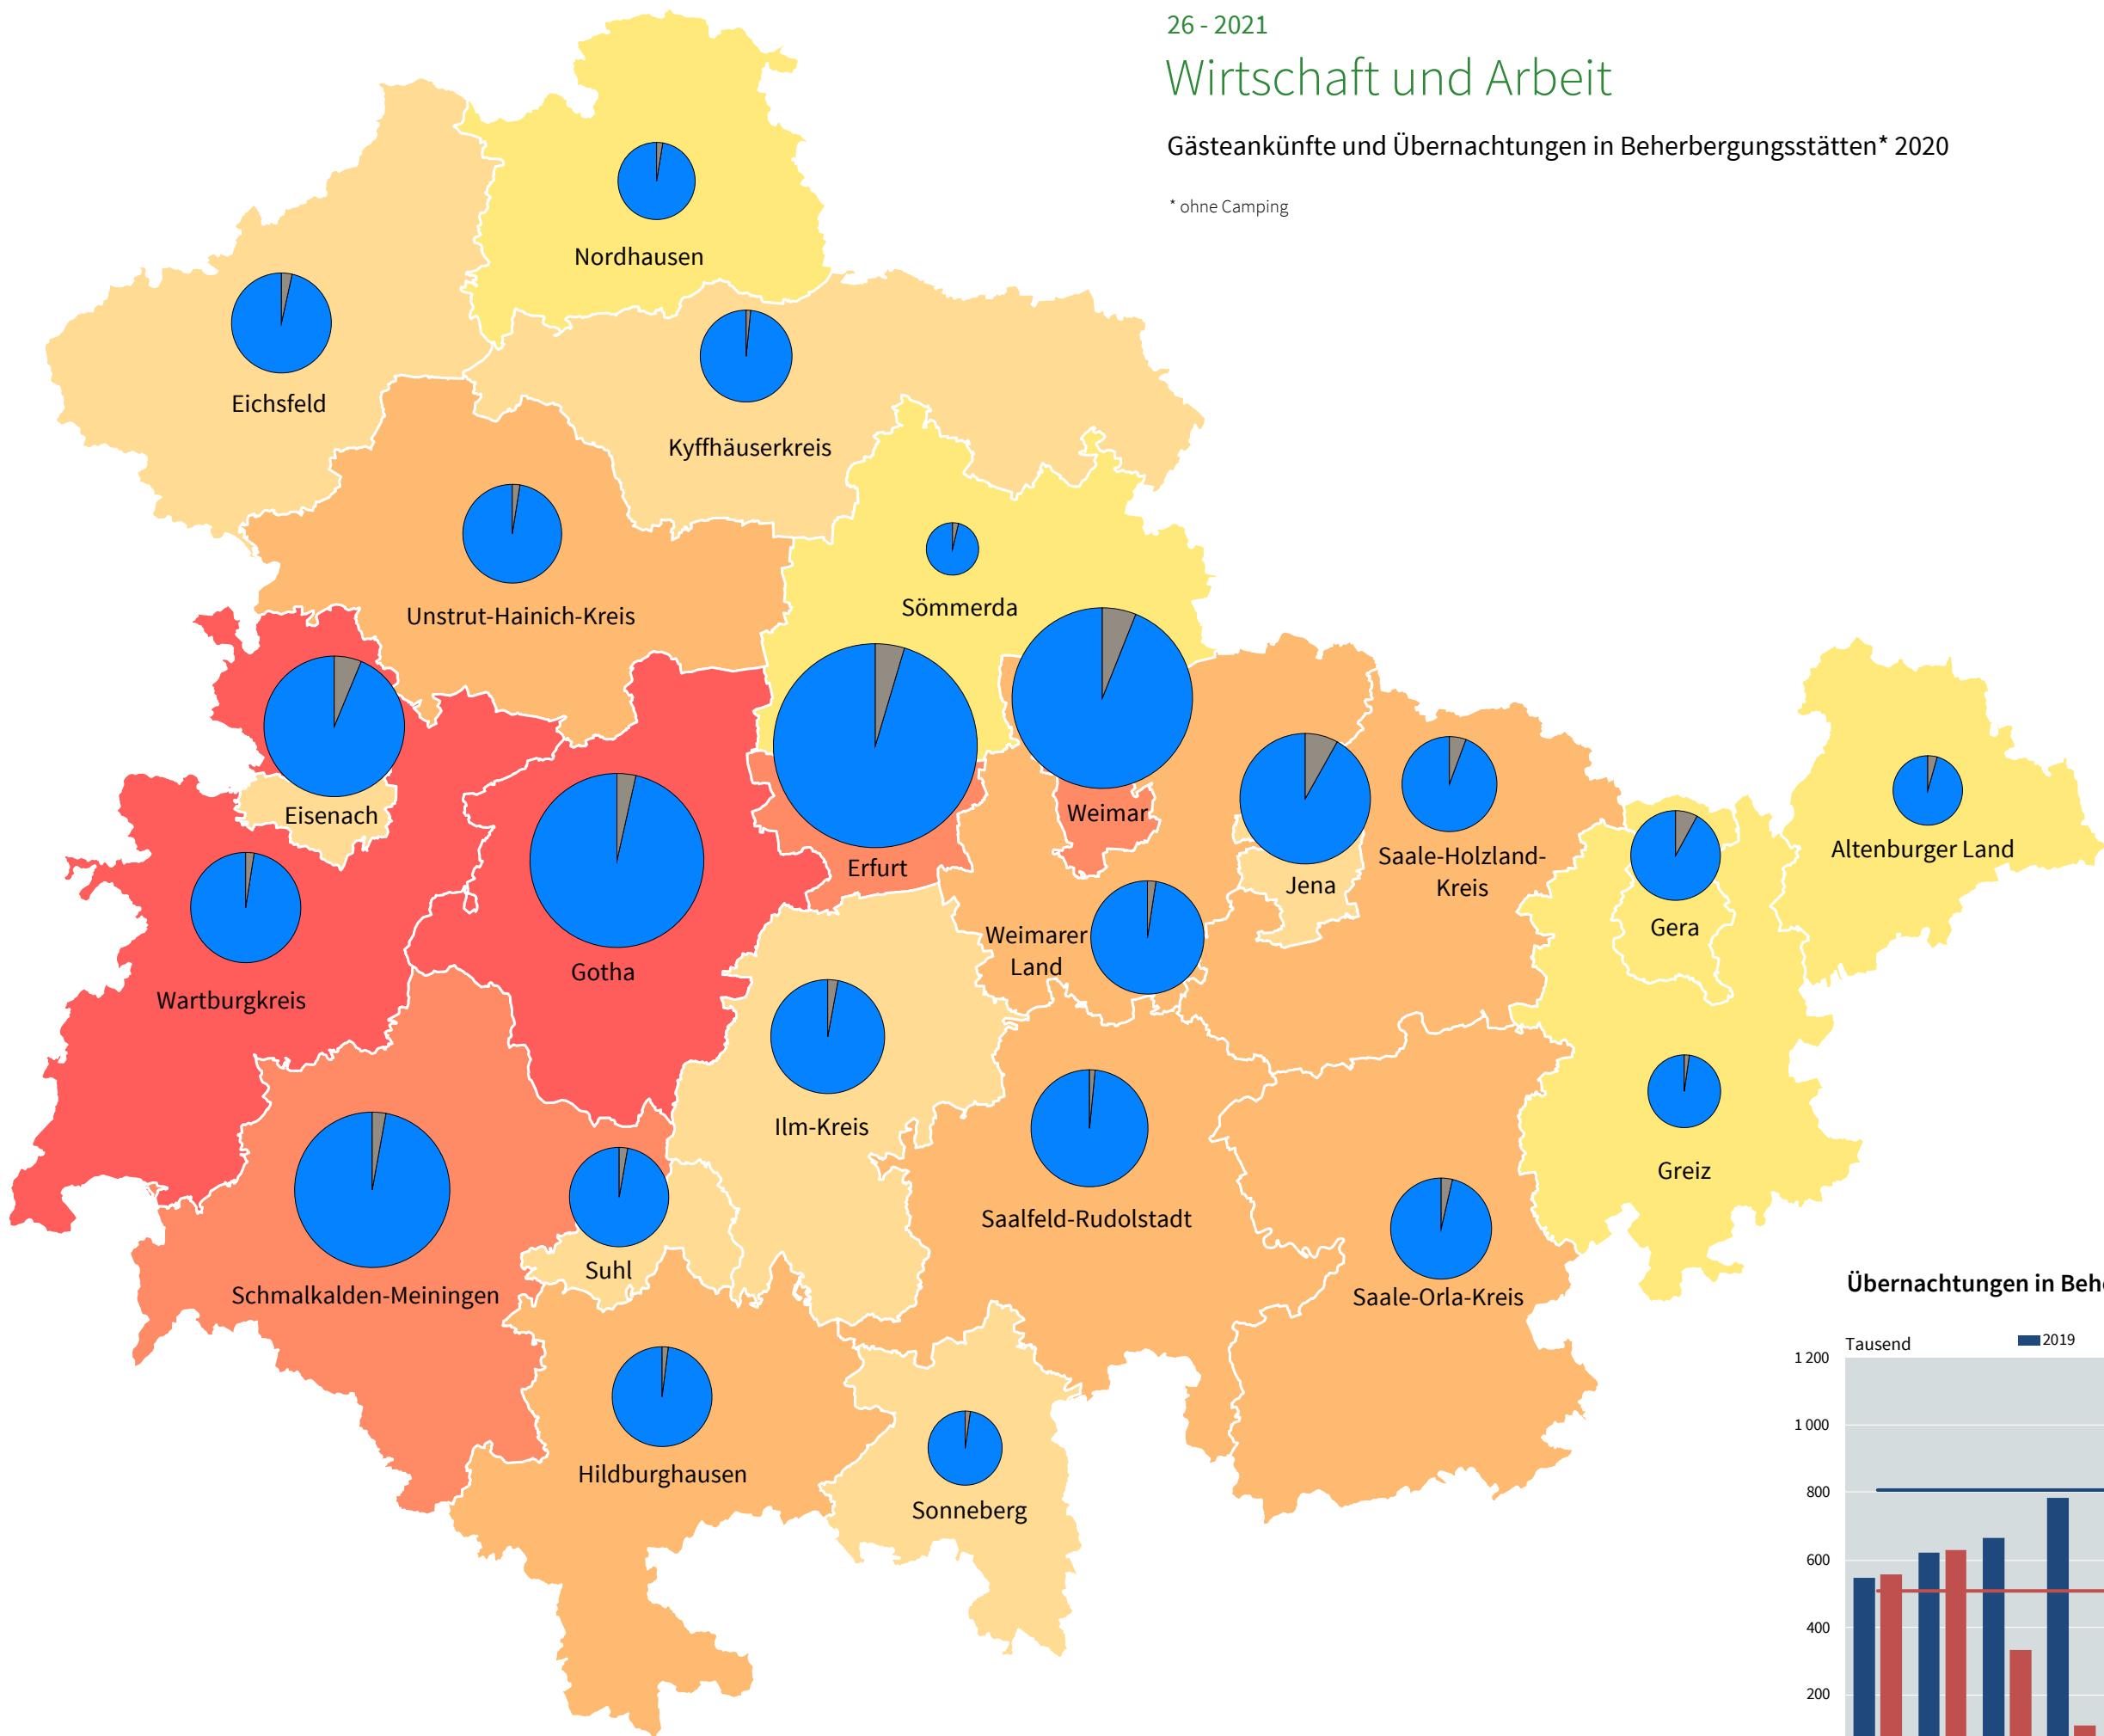 26 - 2021
Wirtschaft und Arbeit
Gästeankünfte und Übernachtungen in Beherbergungsstätten* 2020
* ohne Camping
Nordhausen
Eichsfeld
Kyffhäuserkreis
Unstrut-Hainich-Kreis
Sömmerda
Eisenach
Weimar
Erfurt
Saale-Holzland-
Kreis
Jena
Altenburger Land
Gera
Weimarer
Land
Gotha
Wartburgkreis
Ilm-Kreis
Greiz
Saalfeld-Rudolstadt
Suhl
Schmalkalden-Meiningen
Saale-Orla-Kreis
Hildburghausen
Sonneberg
Übernachtungen in Beh
Tausend
2019
1 200
1 000
800
600
400
200